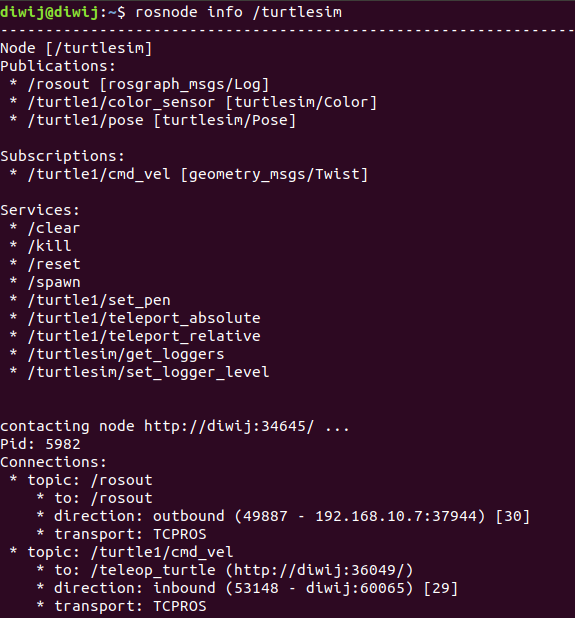 diwij@diwij:~$ rosnode info /turtlesim
--------------------------------------------------------------------------------
Node [/turtlesim]
Publications:
 * /rosout [rosgraph_msgs/Log]
 * /turtle1/color_sensor [turtlesim/Color]
 * /turtle1/pose [turtlesim/Pose]

Subscriptions:
 * /turtle1/cmd_vel [geometry_msgs/Twist]

Services:
 * /clear
 * /kill
 * /reset
 * /spawn
 * /turtle1/set_pen
 * /turtle1/teleport_absolute
 * /turtle1/teleport_relative
 * /turtlesim/get_loggers
 * /turtlesim/set_logger_level


contacting node http://diwij:34645/ ...
Pid: 5982
Connections:
 * topic: /rosout
    * to: /rosout
    * direction: outbound (49887 - 192.168.10.7:37944) [30]
    * transport: TCPROS
 * topic: /turtle1/cmd_vel
    * to: /teleop_turtle (http://diwij:36049/)
    * direction: inbound (53148 - diwij:60065) [29]
    * transport: TCPROS